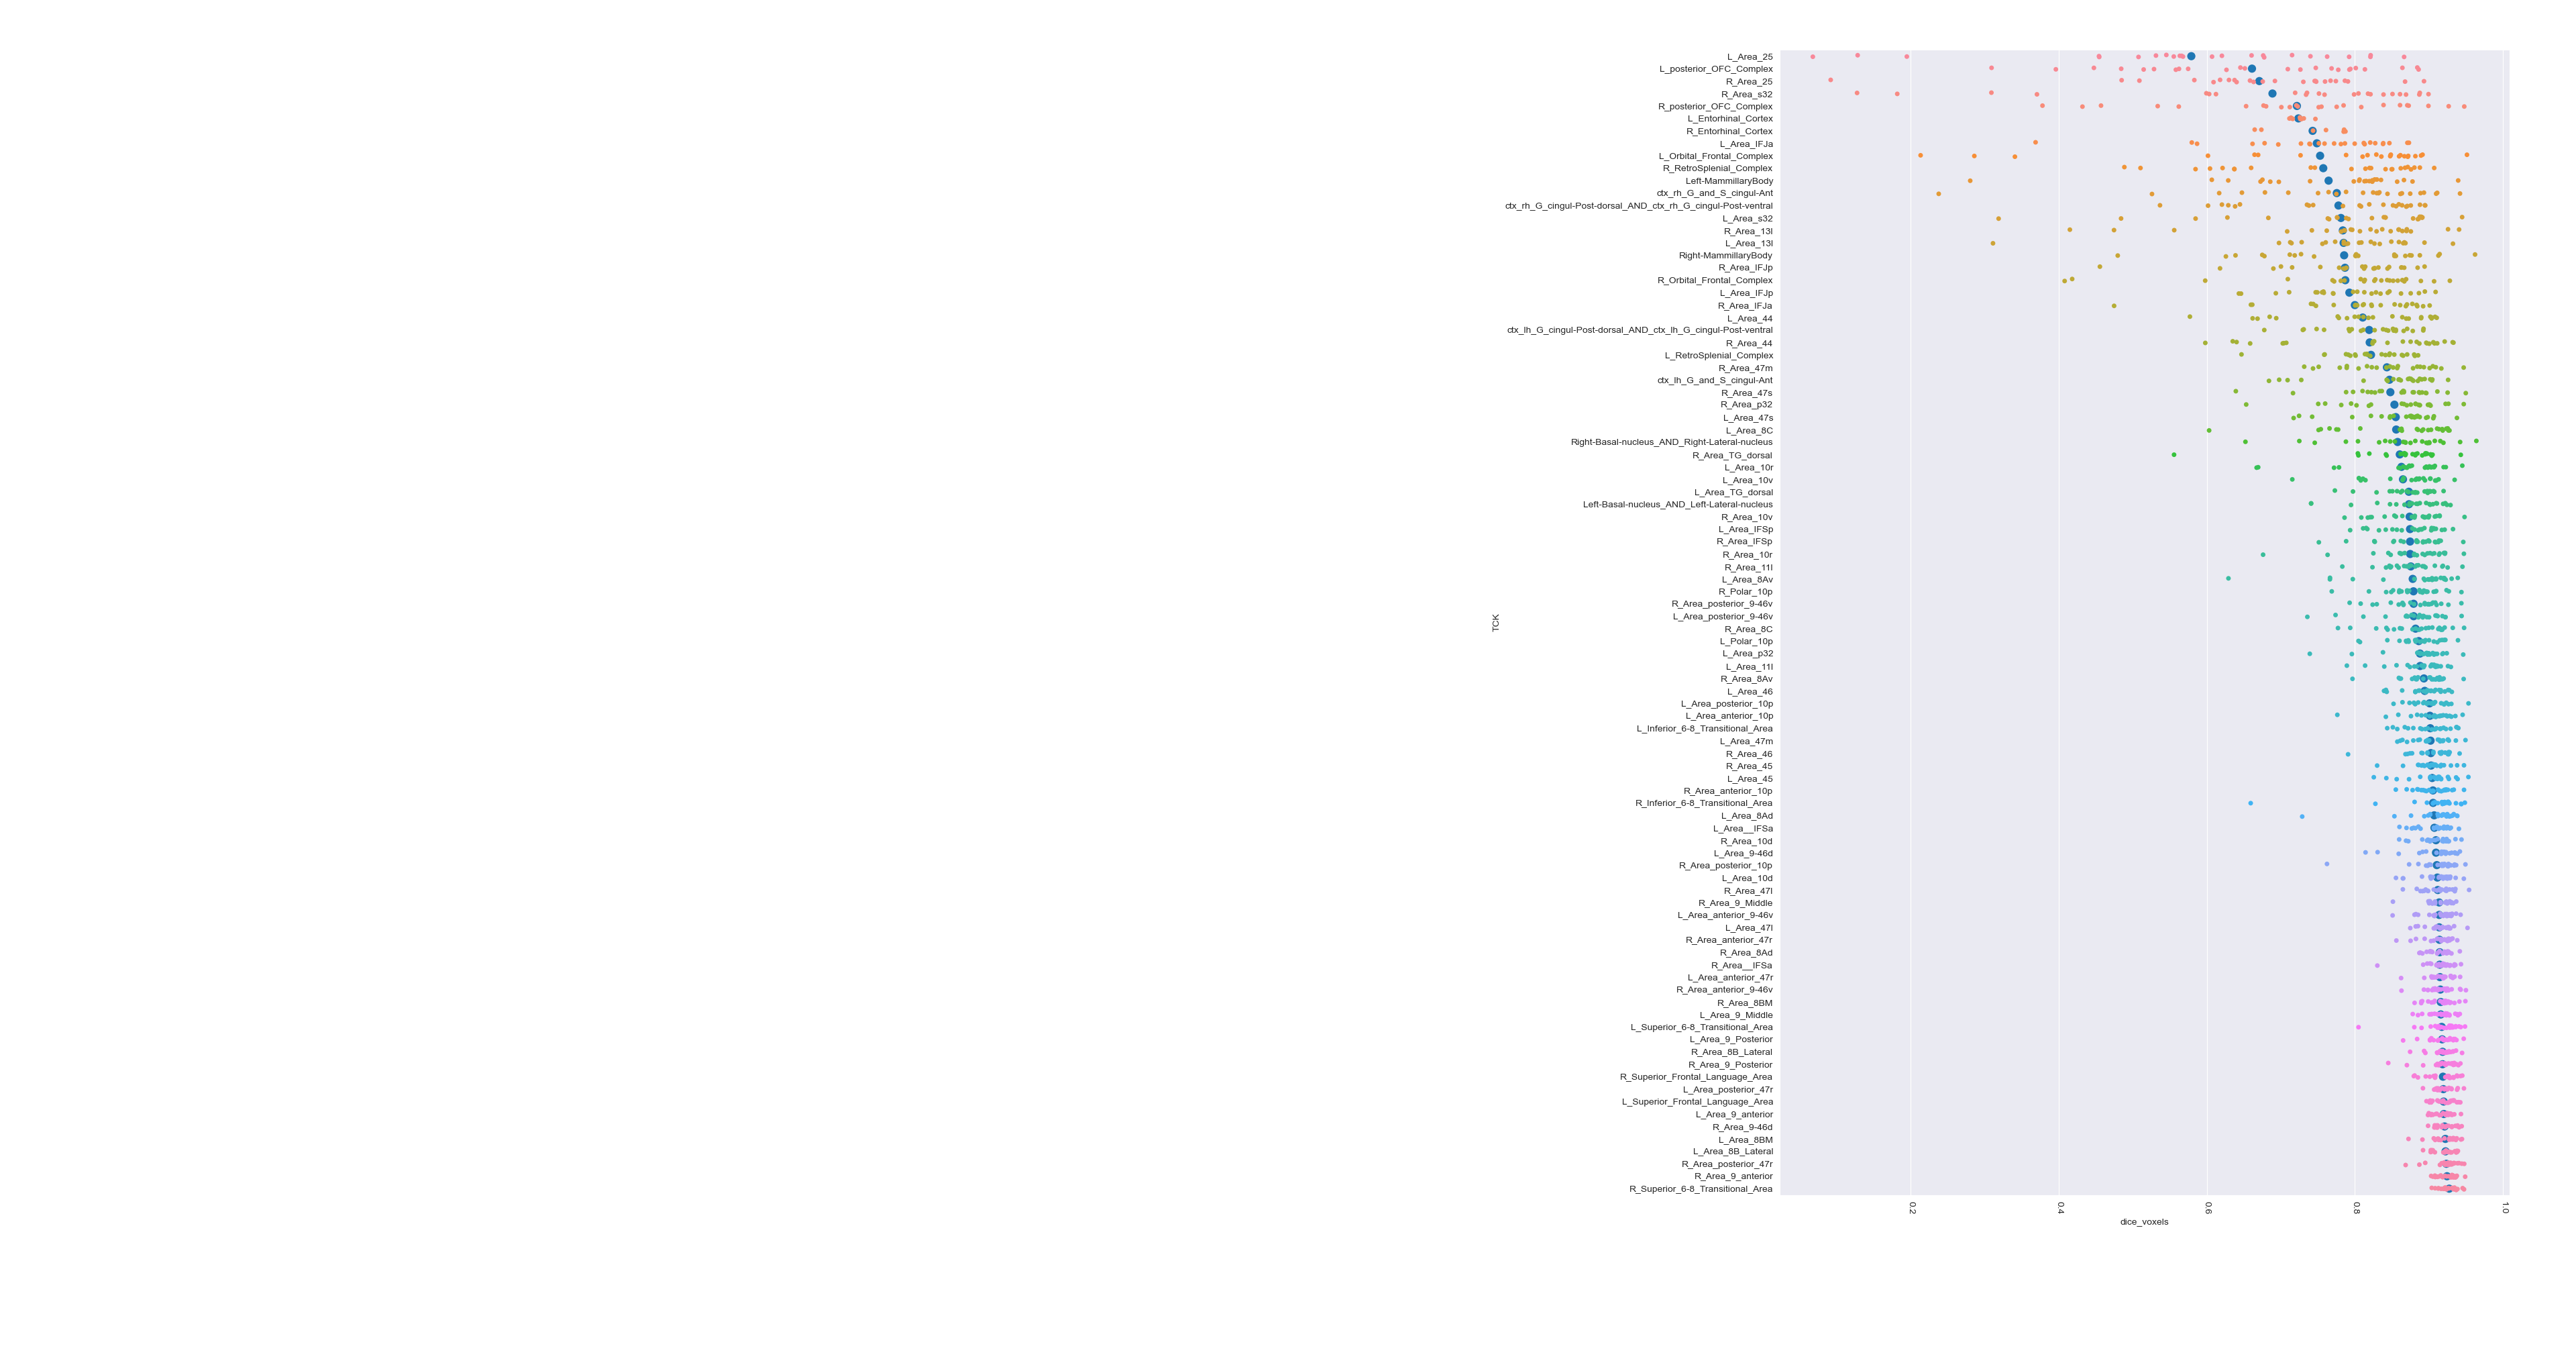 L_Area_25
L_posterior_OFC_Complex
R_Area_25
R_Area_s32
R_posterior_OFC_Complex
L_Entorhinal_Cortex
R_Entorhinal_Cortex
L_Area_IFJa
L_Orbital_Frontal_Complex
R_RetroSplenial_Complex
Left-MammillaryBody
ctx_rh_G_and_S_cingul-Ant
ctx_rh_G_cingul-Post-dorsal_AND_ctx_rh_G_cingul-Post-ventral
L_Area_s32
R_Area_13l
L_Area_13l
Right-MammillaryBody
R_Area_IFJp
R_Orbital_Frontal_Complex
L_Area_IFJp
R_Area_IFJa
L_Area_44
ctx_lh_G_cingul-Post-dorsal_AND_ctx_lh_G_cingul-Post-ventral
R_Area_44
L_RetroSplenial_Complex
R_Area_47m
ctx_lh_G_and_S_cingul-Ant
R_Area_47s
R_Area_p32
L_Area_47s
L_Area_8C
Right-Basal-nucleus_AND_Right-Lateral-nucleus
R_Area_TG_dorsal
L_Area_10r
L_Area_10v
L_Area_TG_dorsal
Left-Basal-nucleus_AND_Left-Lateral-nucleus
R_Area_10v
L_Area_IFSp
R_Area_IFSp
R_Area_10r
R_Area_11l
L_Area_8Av
R_Polar_10p
R_Area_posterior_9-46v
L_Area_posterior_9-46v
R_Area_8C
L_Polar_10p
L_Area_p32
L_Area_11l
R_Area_8Av
L_Area_46
L_Area_posterior_10p
L_Area_anterior_10p
L_Inferior_6-8_Transitional_Area
L_Area_47m
R_Area_46
R_Area_45
L_Area_45
R_Area_anterior_10p
R_Inferior_6-8_Transitional_Area
L_Area_8Ad
L_Area__IFSa
R_Area_10d
L_Area_9-46d
R_Area_posterior_10p
L_Area_10d
R_Area_47l
R_Area_9_Middle
L_Area_anterior_9-46v
L_Area_47l
R_Area_anterior_47r
R_Area_8Ad
R_Area__IFSa
L_Area_anterior_47r
R_Area_anterior_9-46v
R_Area_8BM
L_Area_9_Middle
L_Superior_6-8_Transitional_Area
L_Area_9_Posterior
R_Area_8B_Lateral
R_Area_9_Posterior
R_Superior_Frontal_Language_Area
L_Area_posterior_47r
L_Superior_Frontal_Language_Area
L_Area_9_anterior
R_Area_9-46d
L_Area_8BM
L_Area_8B_Lateral
R_Area_posterior_47r
R_Area_9_anterior
R_Superior_6-8_Transitional_Area
TCK
0.2
0.4
0.6
0.8
1.0
dice_voxels